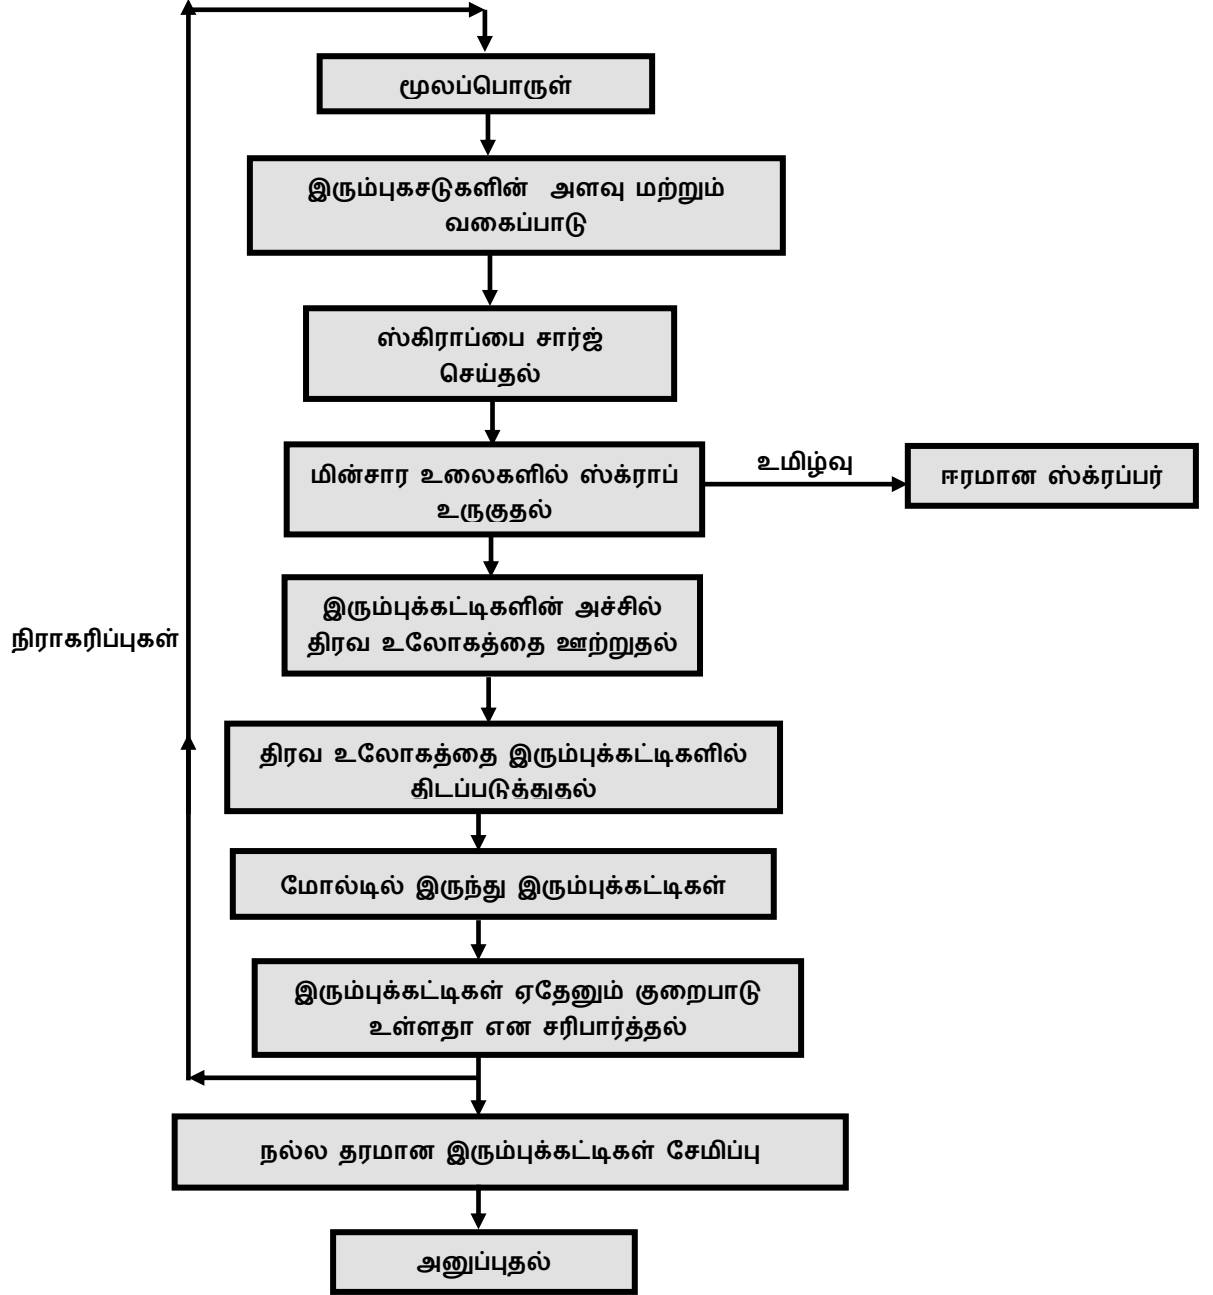 மூலப்பொருள்
இரும்புகசடுகளின் அளவு மற்றும்
வகைப்பாடு
ஸ்கிராப்பை சார்ஜ்
செய்தல்
மின்சார உலைகளில் ஸ்க்ராப்
உருகுதல்
உமிழ்வு
ஈரமான ஸ்க்ரப்பர்
இரும்புக்கட்டிகளின் அச்சில்
திரவ உலோகத்தை ஊற்றுதல்
நிராகரிப்புகள்
திரவ உலோகத்தை இரும்புக்கட்டிகளில்
திடப்படுத்துதல்
மோல்டில் இருந்து இரும்புக்கட்டிகள்
இரும்புக்கட்டிகள் ஏதேனும் குறைபாடு
உள்ளதா என சரிபார்த்தல்
நல்ல தரமான இரும்புக்கட்டிகள் சேமிப்பு
அனுப்புதல்